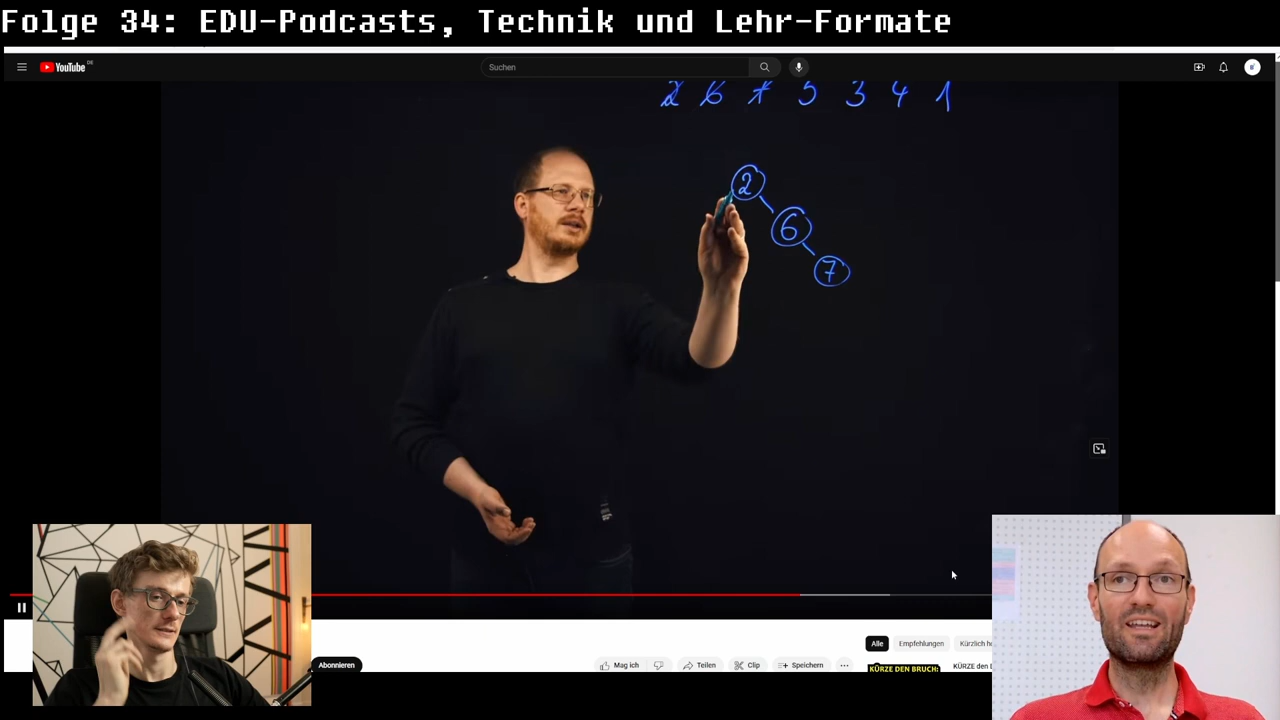 Folge 34: EDU-Podcasts, Technik und Lehr-Formate
YouTube DE
Suchen
2 6 7 5 3 4 1
2
6
7
Alle Empfehlungen
Abonnieren Mag ich Teilen Clip Speichern ...
KÜRZE DEN BRUCH: